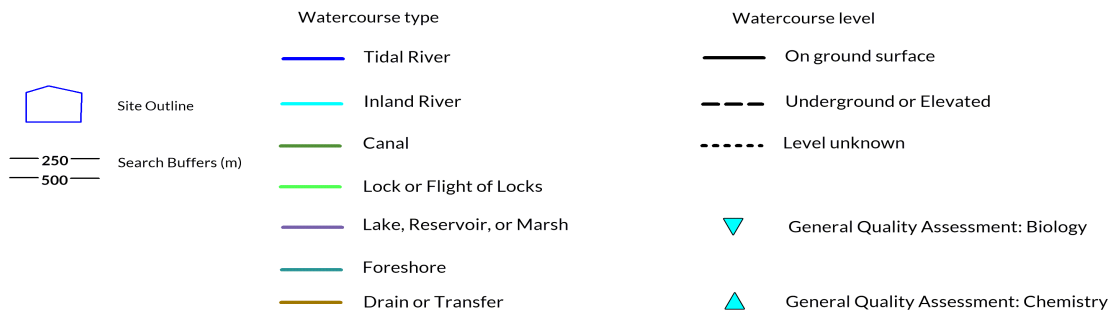 Watercourse type
Watercourse level
Tidal River
On ground surface
Site Outline
Inland River
Underground or Elevated
Canal
Level unknown
250
500
Search Buffers (m)
Lock or Flight of Locks
Lake, Reservoir, or Marsh
General Quality Assessment: Biology
Foreshore
Drain or Transfer
General Quality Assessment: Chemistry